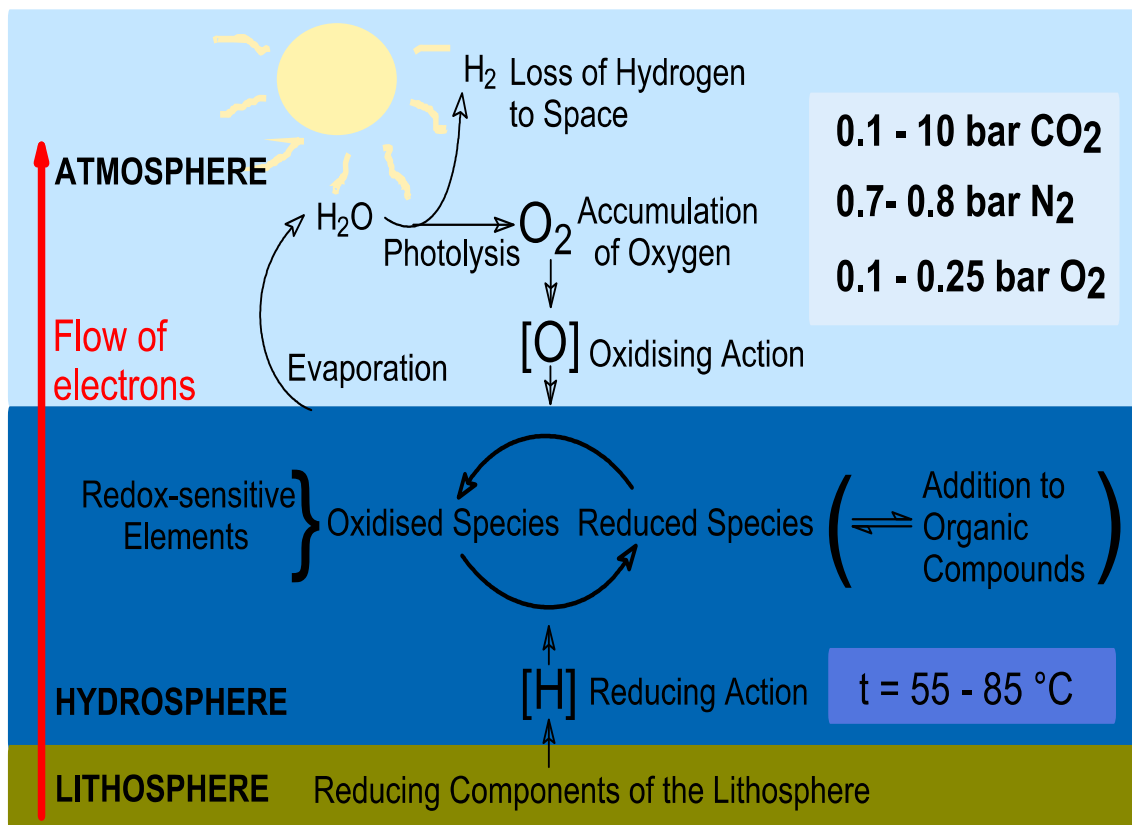 H₂ Loss of Hydrogen
to Space
0.1 - 10 bar CO₂
0.7- 0.8 bar N₂
0.1 - 0.25 bar O₂
ATMOSPHERE
H₂O
Photolysis
O₂ Accumulation
of Oxygen
[O] Oxidising Action
Flow of
electrons
Evaporation
Redox-sensitive
Elements
} Oxidised Species
Reduced Species
( ⇌ Addition to
Organic
Compounds )
[H] Reducing Action
t = 55 - 85 °C
HYDROSPHERE
LITHOSPHERE
Reducing Components of the Lithosphere